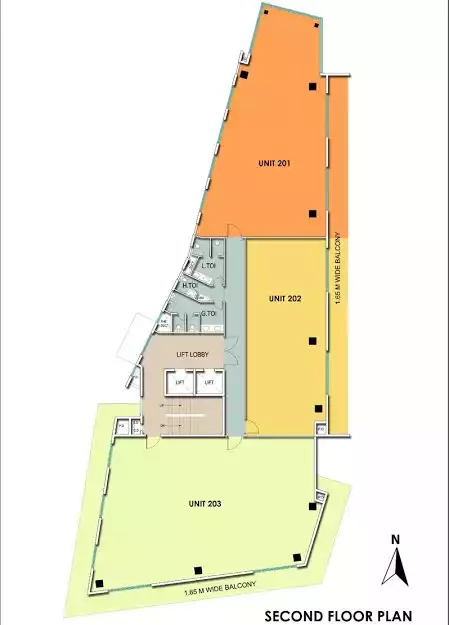 UNIT 201
1.65 M WIDE BALCONY
L.TOI
H.TOI
G.TOI
UNIT 202
LIFT LOBBY
LIFT
LIFT
UNIT 203
1.65 M WIDE BALCONY
N
SECOND FLOOR PLAN